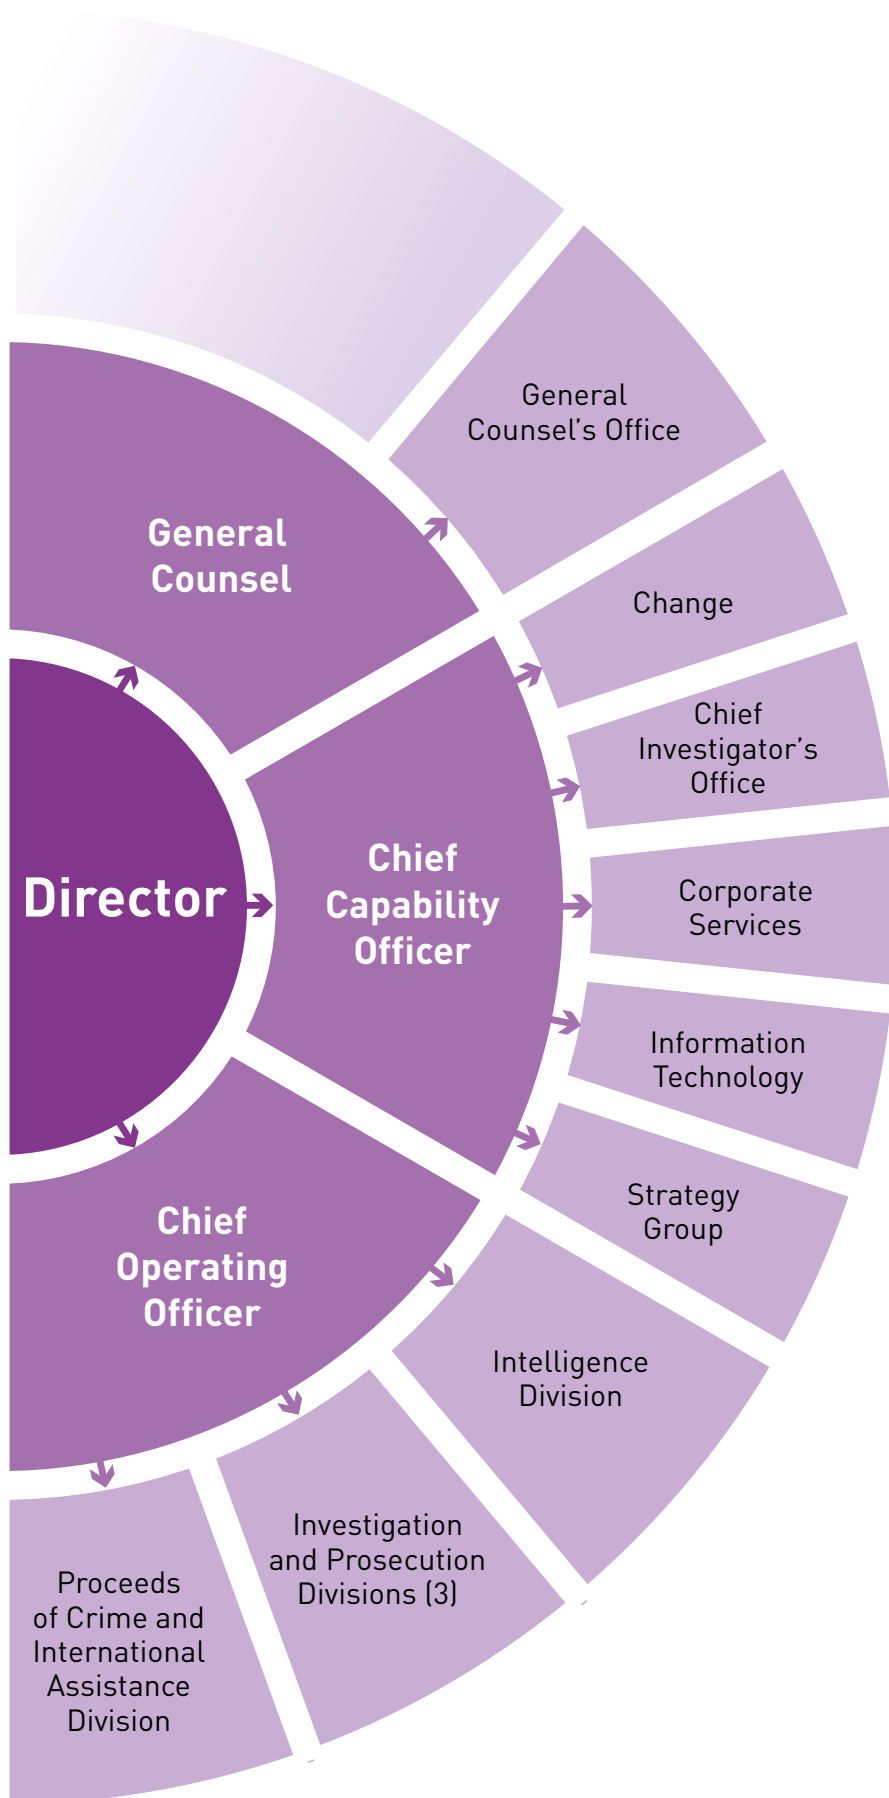 General
Counsel's Office
General
Counsel
Change
Chief
Investigator's
Office
Director
Chief
Capability
Officer
Corporate
Services
Information
Technology
Strategy
Group
Chief
Operating
Officer
Intelligence
Division
Investigation
and Prosecution
Divisions (3)
Proceeds
of Crime and
International
Assistance
Division